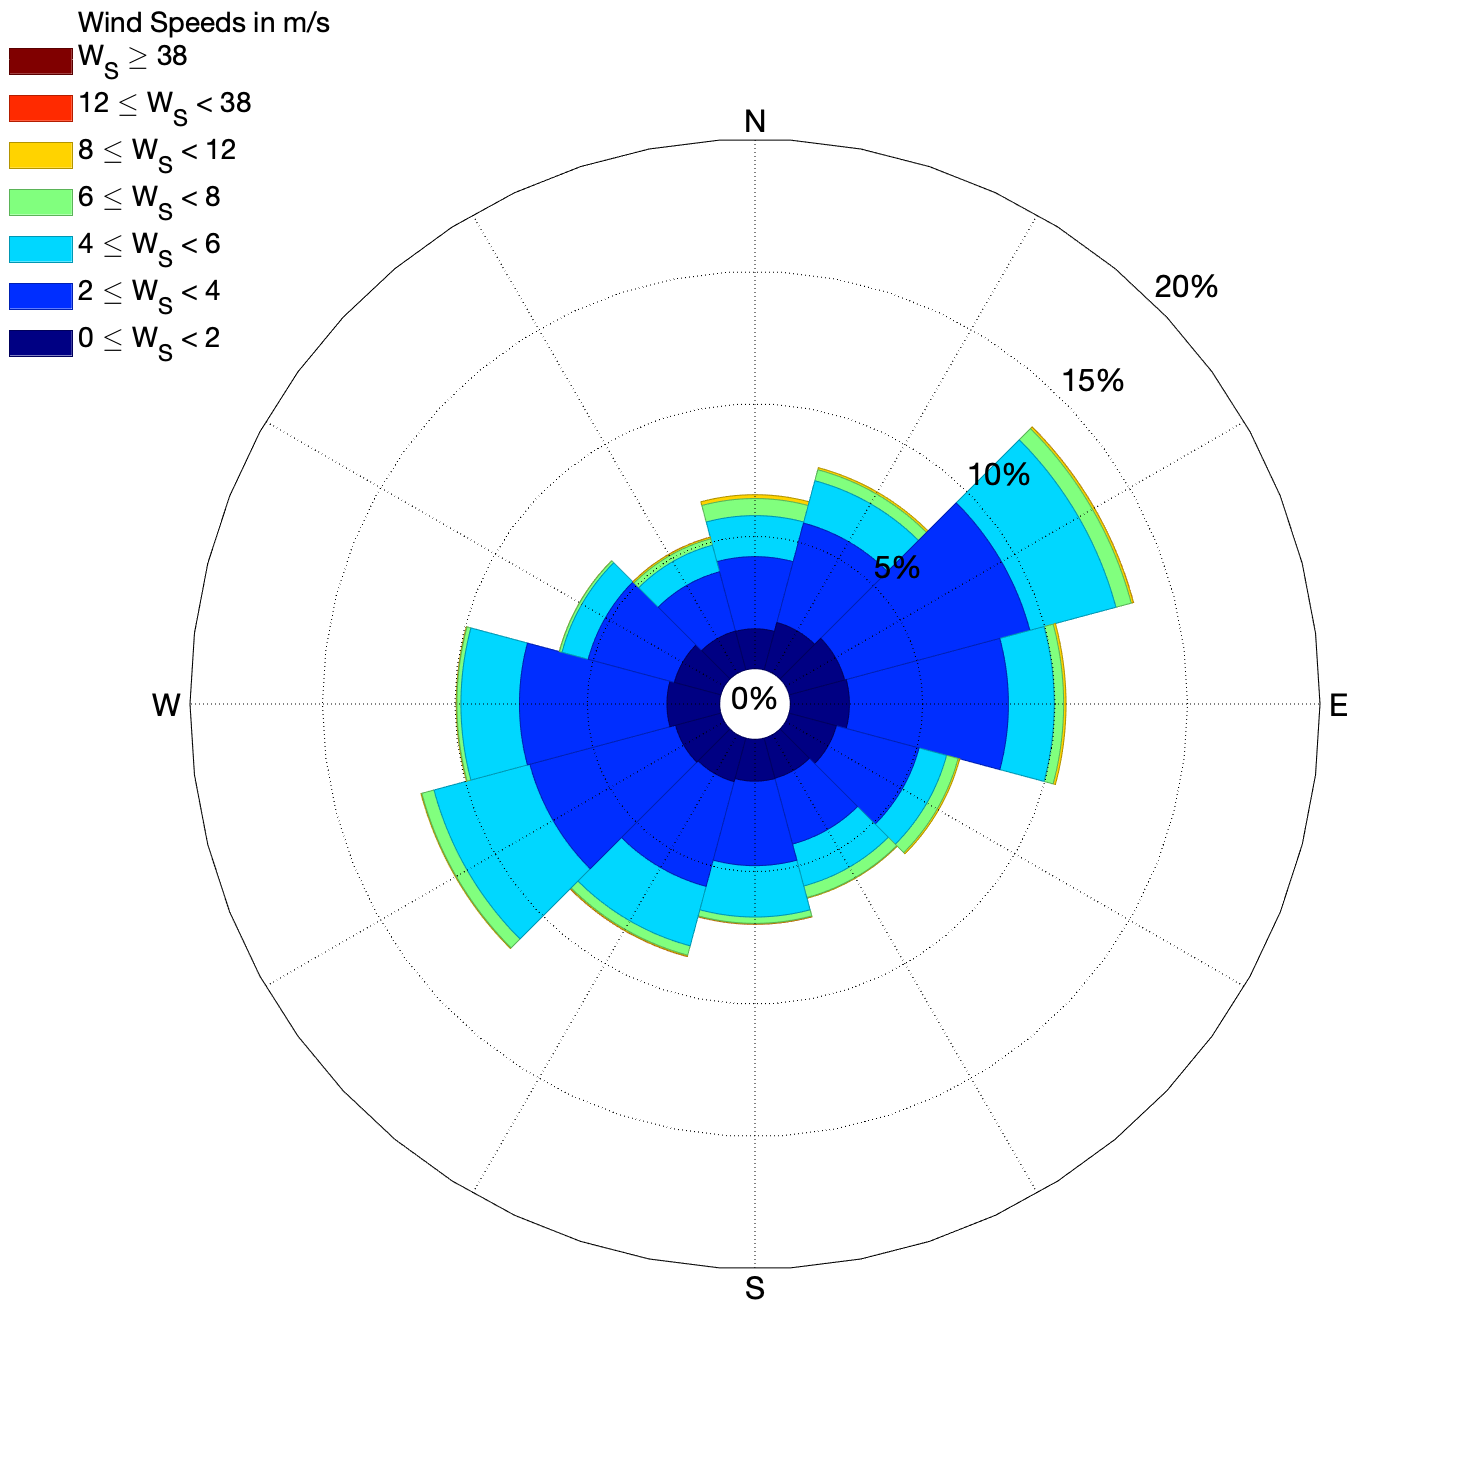 Wind Speeds in m/s
W_S ≥ 38
12 ≤ W_S < 38
8 ≤ W_S < 12
6 ≤ W_S < 8
4 ≤ W_S < 6
2 ≤ W_S < 4
0 ≤ W_S < 2
N
20%
15%
10%
5%
0%
W
E
S